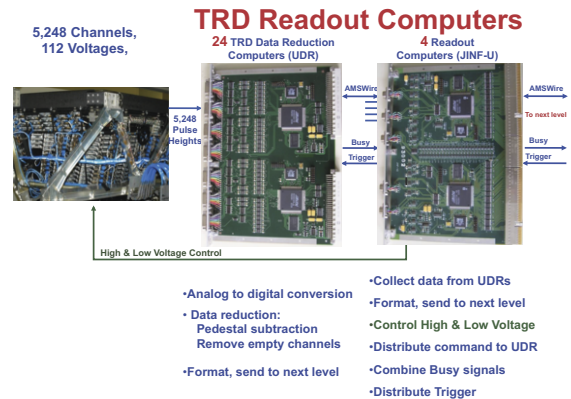 TRD Readout Computers
5,248 Channels,
112 Voltages,
24 TRD Data Reduction
Computers (UDR)
4 Readout
Computers (JINF-U)
5,248
Pulse
Heights
AMSWire
Busy
Trigger
AMSWire
To next level
Busy
Trigger
High & Low Voltage Control
•Analog to digital conversion
• Data reduction:
Pedestal subtraction
Remove empty channels
•Format, send to next level
•Collect data from UDRs
•Format, send to next level
•Control High & Low Voltage
•Distribute command to UDR
•Combine Busy signals
•Distribute Trigger